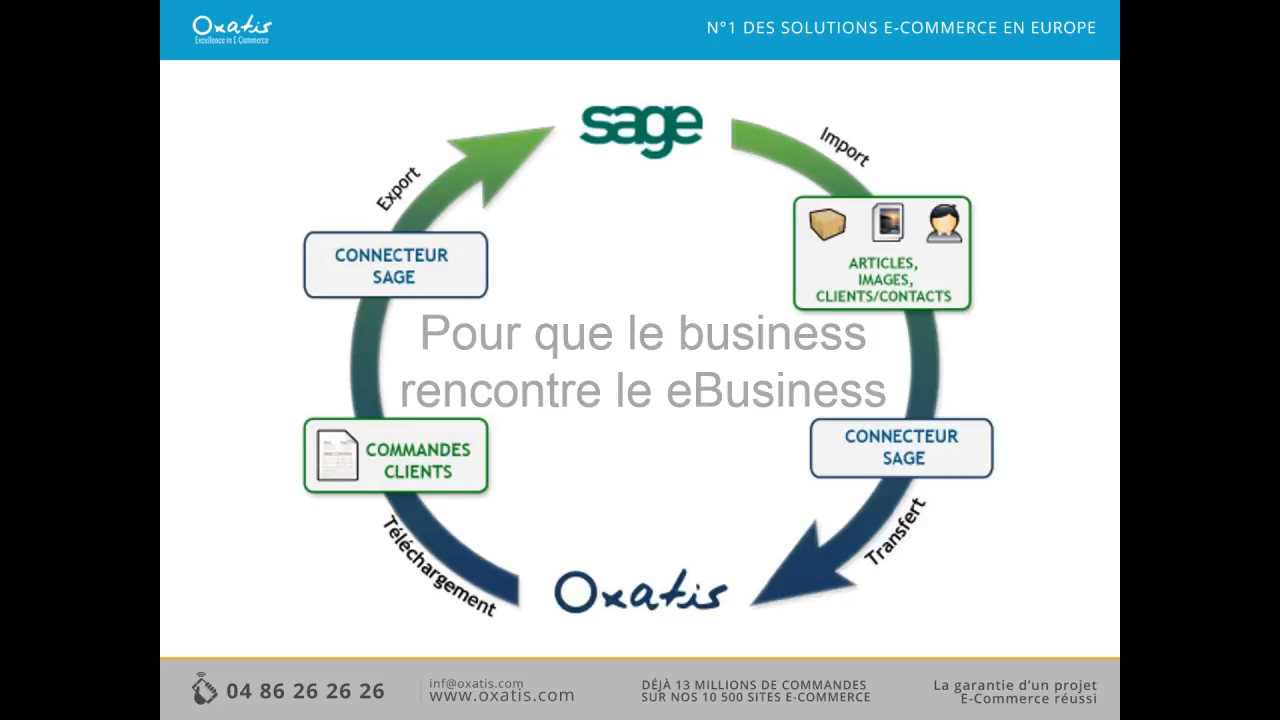 Oxatis
Excellence in E-Commerce
N°1 DES SOLUTIONS E-COMMERCE EN EUROPE
sage
Import
Export
ARTICLES,
IMAGES,
CLIENTS/CONTACTS
CONNECTEUR
SAGE
Pour que le business
rencontre le eBusiness
COMMANDES
CLIENTS
CONNECTEUR
SAGE
Téléchargement
Transfert
Oxatis
04 86 26 26 26
inf@oxatis.com
www.oxatis.com
DÉJÀ 13 MILLIONS DE COMMANDES
SUR NOS 10 500 SITES E-COMMERCE
La garantie d'un projet
E-Commerce réussi